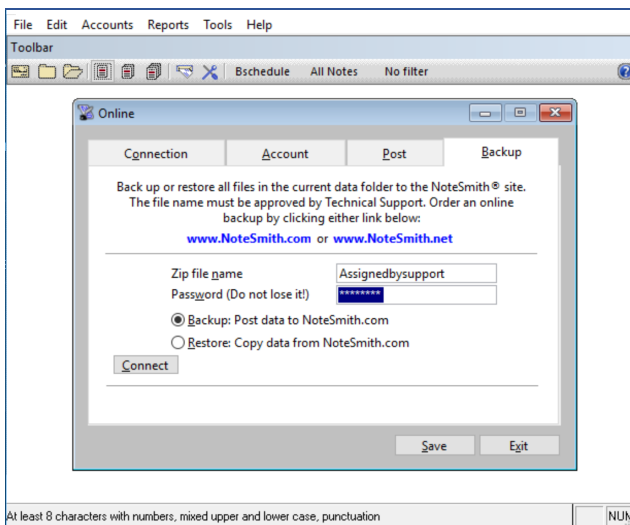 File Edit Accounts Reports Tools Help
Toolbar
Bschedule All Notes No filter
Online
Connection Account Post Backup
Back up or restore all files in the current data folder to the NoteSmith® site.
The file name must be approved by Technical Support. Order an online
backup by clicking either link below:
www.NoteSmith.com or www.NoteSmith.net
Zip file name Assignedbysupport
Password (Do not lose it!) ********
Backup: Post data to NoteSmith.com
Restore: Copy data from NoteSmith.com
Connect
Save Exit
At least 8 characters with numbers, mixed upper and lower case, punctuation